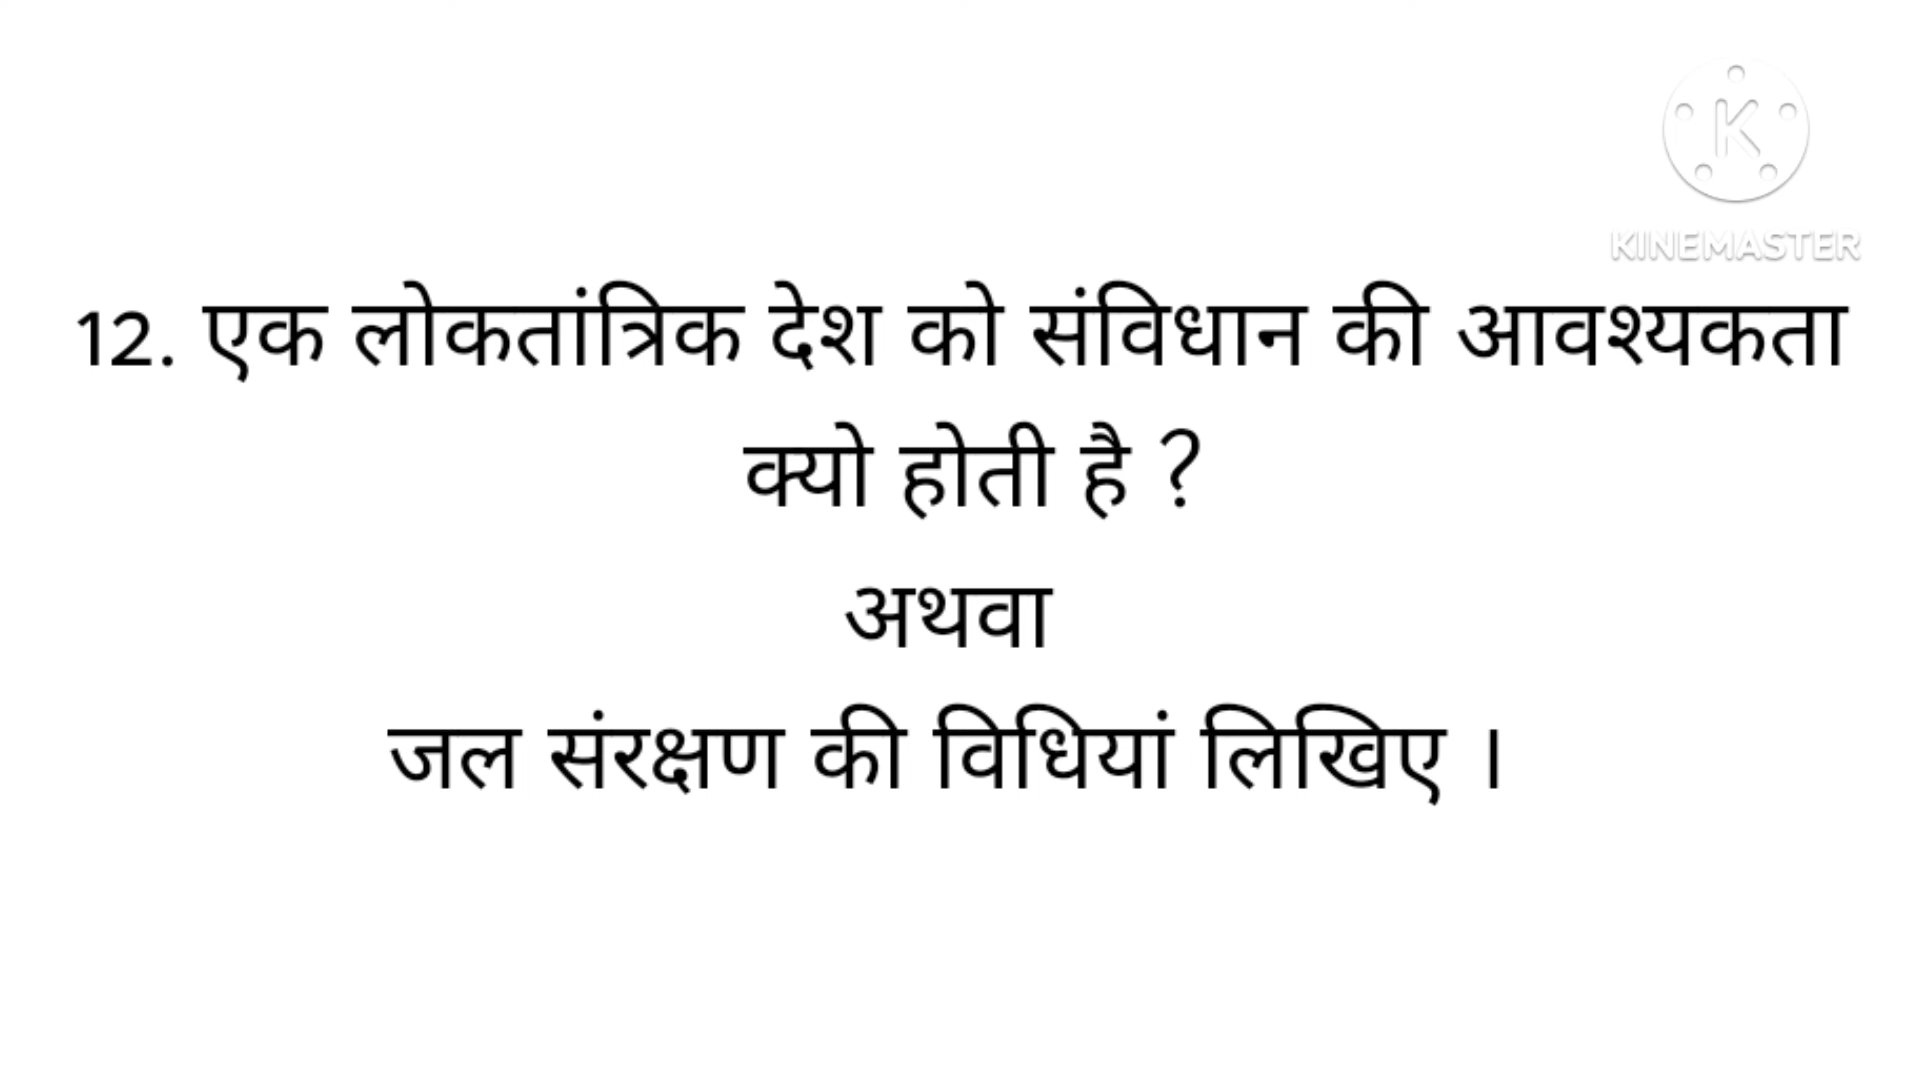 KINEMASTER
12. एक लोकतांत्रिक देश को संविधान की आवश्यकता
क्यो होती है ?
अथवा
जल संरक्षण की विधियां लिखिए ।